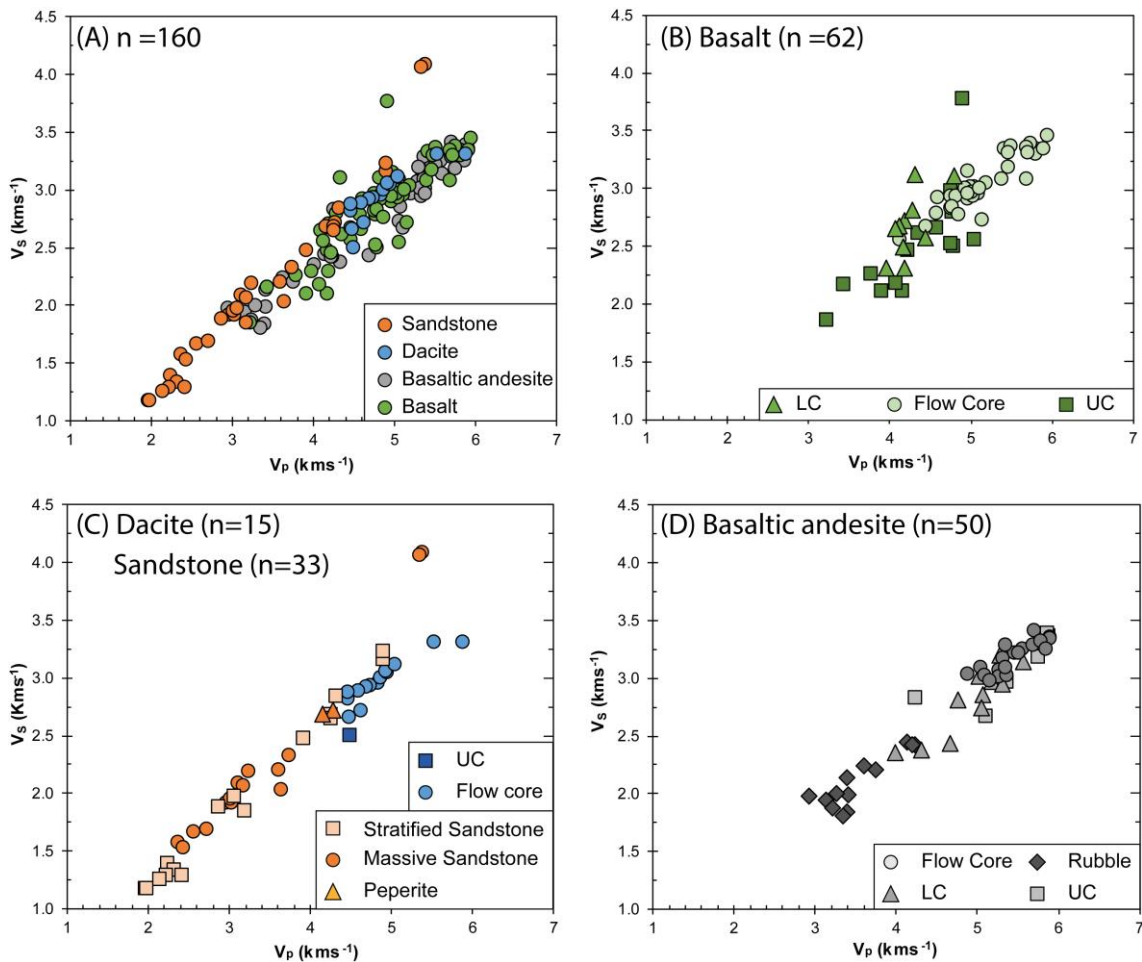 (A) n =160
4.5
4.0
3.5
3.0
2.5
2.0
1.5
1.0
Vs (kms-1)
1 2 3 4 5 6 7
Vp (kms-1)
Sandstone
Dacite
Basaltic andesite
Basalt
(B) Basalt (n =62)
4.5
4.0
3.5
3.0
2.5
2.0
1.5
1.0
Vs (kms-1)
1 2 3 4 5 6 7
Vp (kms-1)
LC Flow Core UC
(C) Dacite (n=15)
Sandstone (n=33)
4.5
4.0
3.5
3.0
2.5
2.0
1.5
1.0
Vs (Kms-1)
1 2 3 4 5 6 7
Vp (kms-1)
UC
Flow core
Stratified Sandstone
Massive Sandstone
Peperite
(D) Basaltic andesite (n=50)
4.5
4.0
3.5
3.0
2.5
2.0
1.5
1.0
Vs (kms-1)
1 2 3 4 5 6 7
Vp (kms-1)
Flow Core Rubble
LC UC